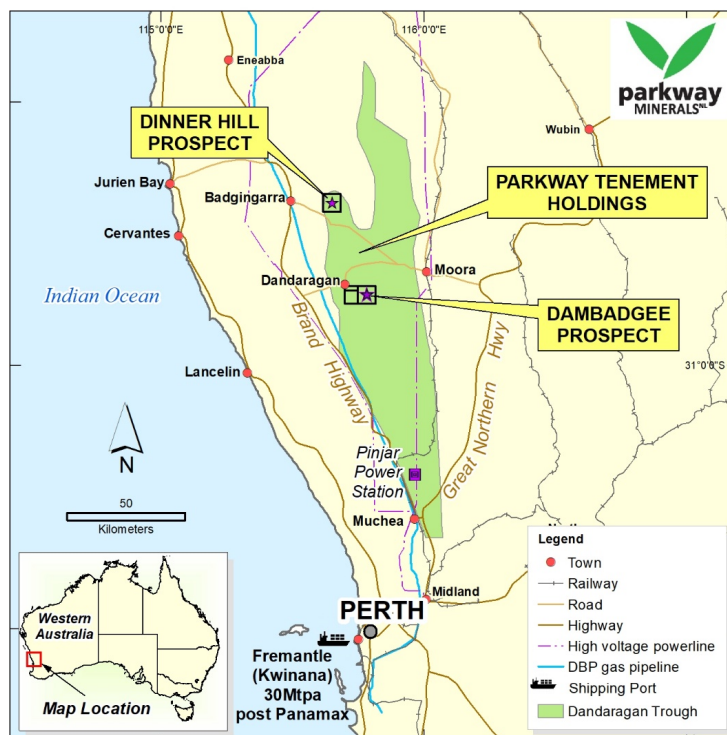 115°0'0"E
116°0'0"E
Eneabba
parkway
MINERALS NL
DINNER HILL
PROSPECT
Wubin
PARKWAY TENEMENT
HOLDINGS
Jurien Bay
Badgingarra
Cervantes
Moora
Dandaragan
Indian Ocean
DAMBADGEE
PROSPECT
Brand Highway
Great Northern Hwy
31°0'0"S
Lancelin
N
Pinjar
Power
Station
50
Kilometers
Muchea
Legend
Town
Railway
Road
Highway
High voltage powerline
DBP gas pipeline
Shipping Port
Dandaragan Trough
Midland
PERTH
Fremantle
(Kwinana)
30Mtpa
post Panamax
Western
Australia
Map Location